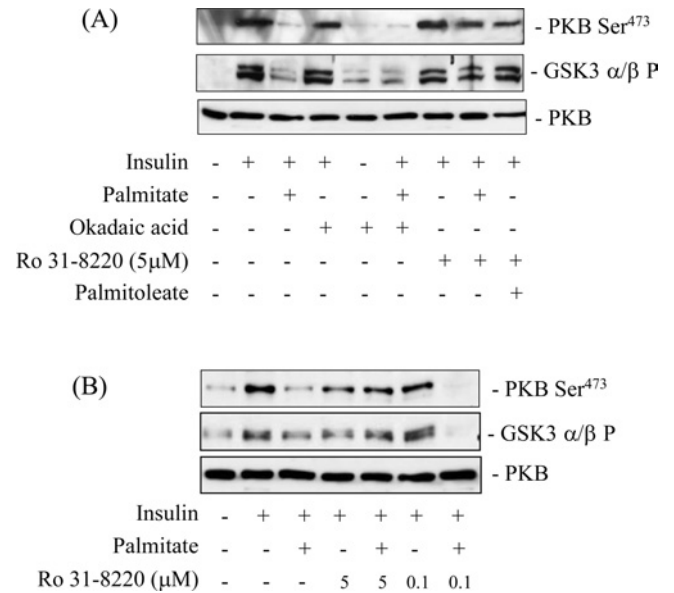 (A)
- PKB Ser⁴⁷³
- GSK3 α/β P
- PKB
Insulin - + + + - + + + +
Palmitate - - + - - + - + -
Okadaic acid - - - + + + - - -
Ro 31-8220 (5μM) - - - - - - + + +
Palmitoleate - - - - - - - - +
(B)
- PKB Ser⁴⁷³
- GSK3 α/β P
- PKB
Insulin - + + + + + +
Palmitate - - + - + - +
Ro 31-8220 (μM) - - - 5 5 0.1 0.1